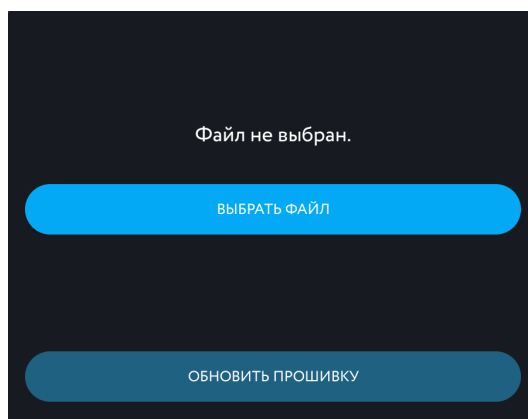 Файл не выбран.
ВЫБРАТЬ ФАЙЛ
ОБНОВИТЬ ПРОШИВКУ